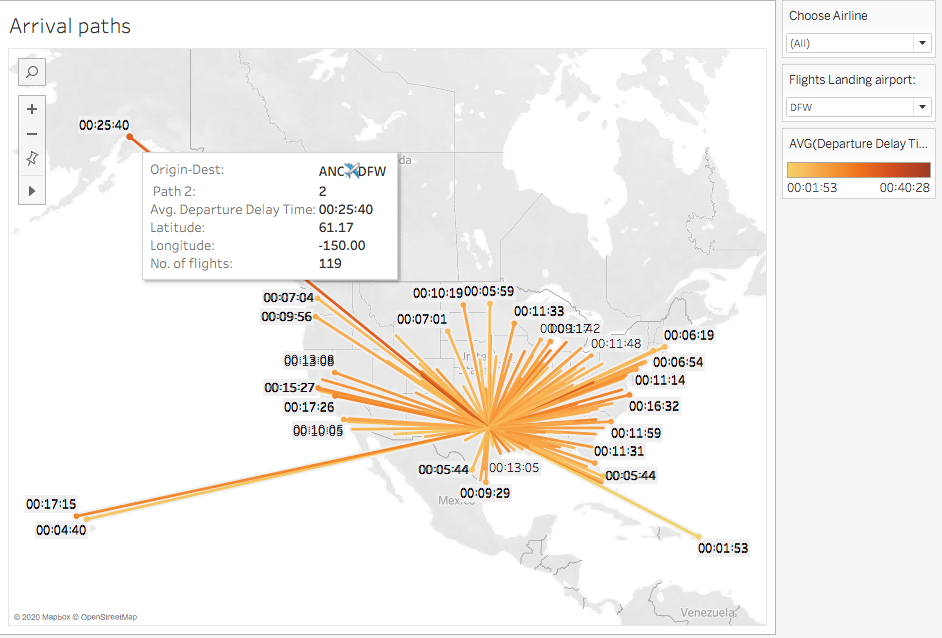 Arrival paths
Choose Airline
(All)
Flights Landing airport:
DFW
AVG(Departure Delay Ti...
00:01:53 00:40:28
00:25:40
da
Origin-Dest: ANC✈DFW
Path 2: 2
Avg. Departure Delay Time: 00:25:40
Latitude: 61.17
Longitude: -150.00
No. of flights: 119
00:07:04
00:09:56
00:10:19
00:05:59
00:07:01
00:11:33
00:11:48
00:06:19
00:06:54
00:11:14
00:15:27
00:17:26
00:16:32
00:10:05
00:11:59
00:11:31
00:05:44
00:13:05
00:05:44
00:09:29
Mexico
00:17:15
00:04:40
00:01:53
Venezuela
© 2020 Mapbox © OpenStreetMap